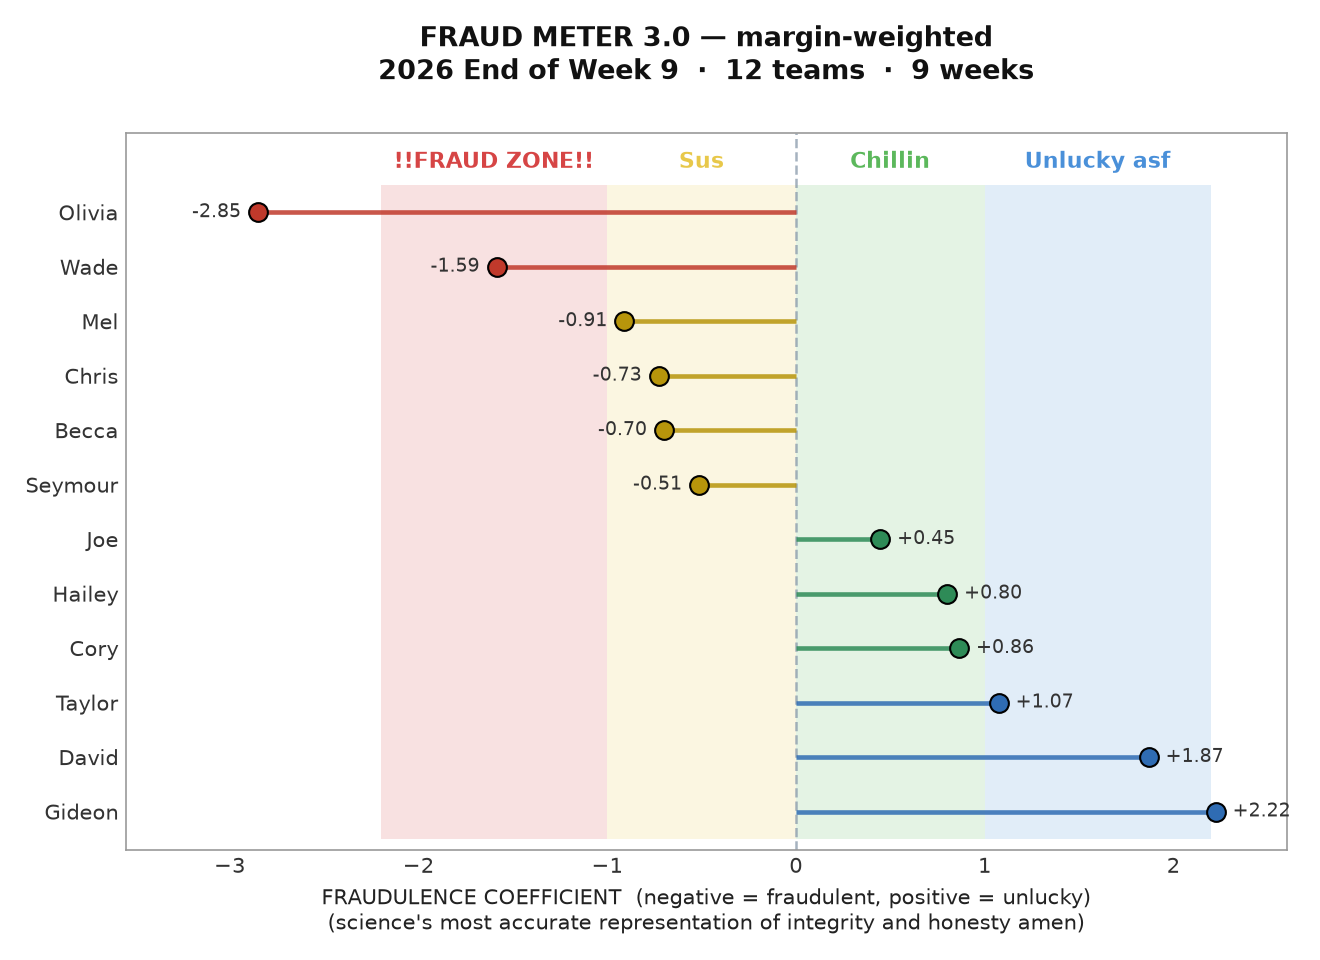 FRAUD METER 3.0 — margin-weighted
2026 End of Week 9 · 12 teams · 9 weeks
!!FRAUD ZONE!! Sus Chillin Unlucky asf
Olivia -2.85
Wade -1.59
Mel -0.91
Chris -0.73
Becca -0.70
Seymour -0.51
Joe +0.45
Hailey +0.80
Cory +0.86
Taylor +1.07
David +1.87
Gideon +2.22
−3 −2 −1 0 1 2
FRAUDULENCE COEFFICIENT (negative = fraudulent, positive = unlucky)
(science's most accurate representation of integrity and honesty amen)